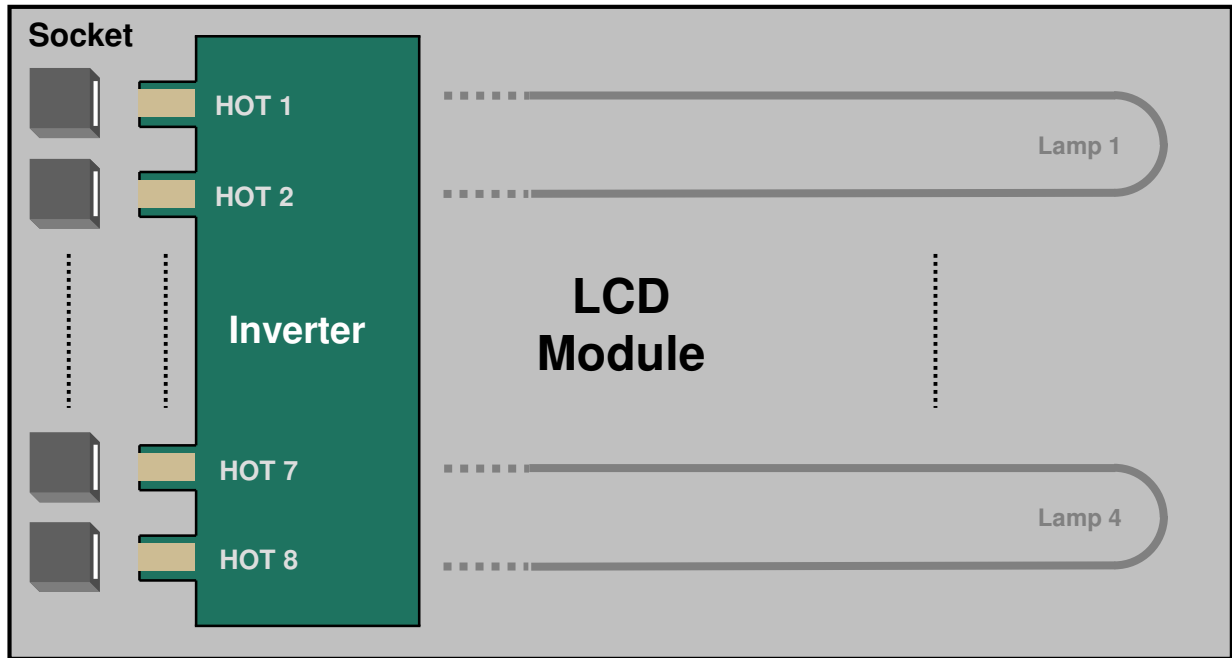 Socket
HOT 1
Lamp 1
HOT 2
Inverter
LCD
Module
HOT 7
Lamp 4
HOT 8